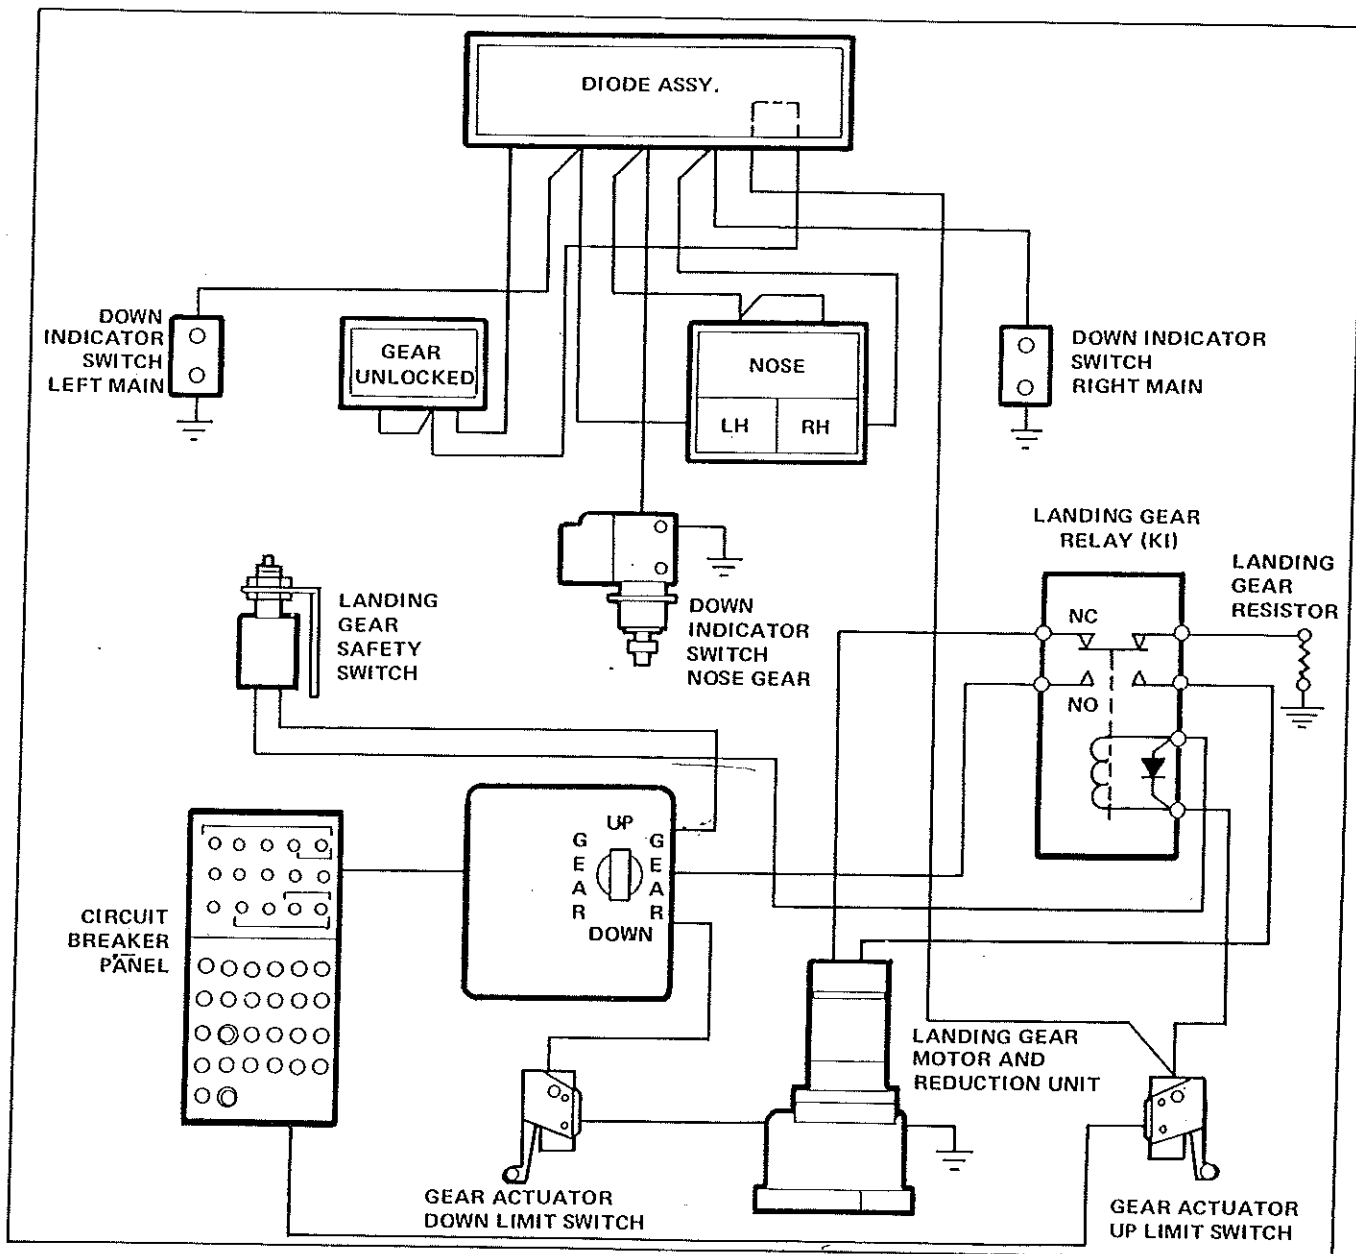 DIODE ASSY.
DOWN
INDICATOR
SWITCH
LEFT MAIN
GEAR
UNLOCKED
NOSE
LH
RH
DOWN INDICATOR
SWITCH
RIGHT MAIN
LANDING GEAR
RELAY (KI)
LANDING
GEAR
RESISTOR
NC
NO
LANDING
GEAR
SAFETY
SWITCH
DOWN
INDICATOR
SWITCH
NOSE GEAR
UP
GEAR
GEAR
DOWN
CIRCUIT
BREAKER
PANEL
LANDING GEAR
MOTOR AND
REDUCTION UNIT
GEAR ACTUATOR
DOWN LIMIT SWITCH
GEAR ACTUATOR
UP LIMIT SWITCH